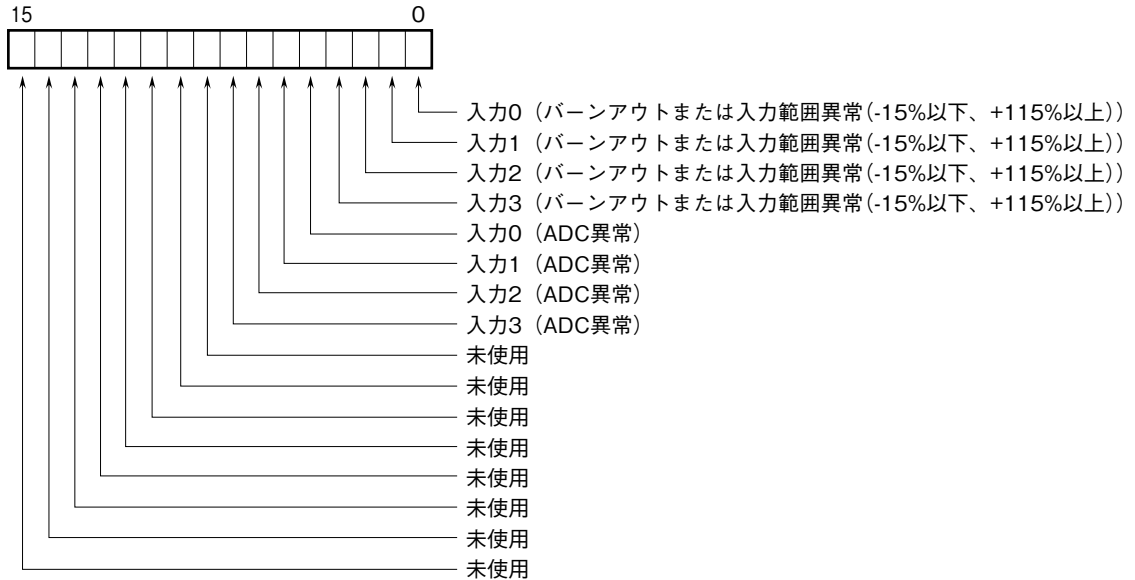 15 0
入力0（バーンアウトまたは入力範囲異常（-15%以下、+115%以上））
入力1（バーンアウトまたは入力範囲異常（-15%以下、+115%以上））
入力2（バーンアウトまたは入力範囲異常（-15%以下、+115%以上））
入力3（バーンアウトまたは入力範囲異常（-15%以下、+115%以上））
入力0（ADC異常）
入力1（ADC異常）
入力2（ADC異常）
入力3（ADC異常）
未使用
未使用
未使用
未使用
未使用
未使用
未使用
未使用